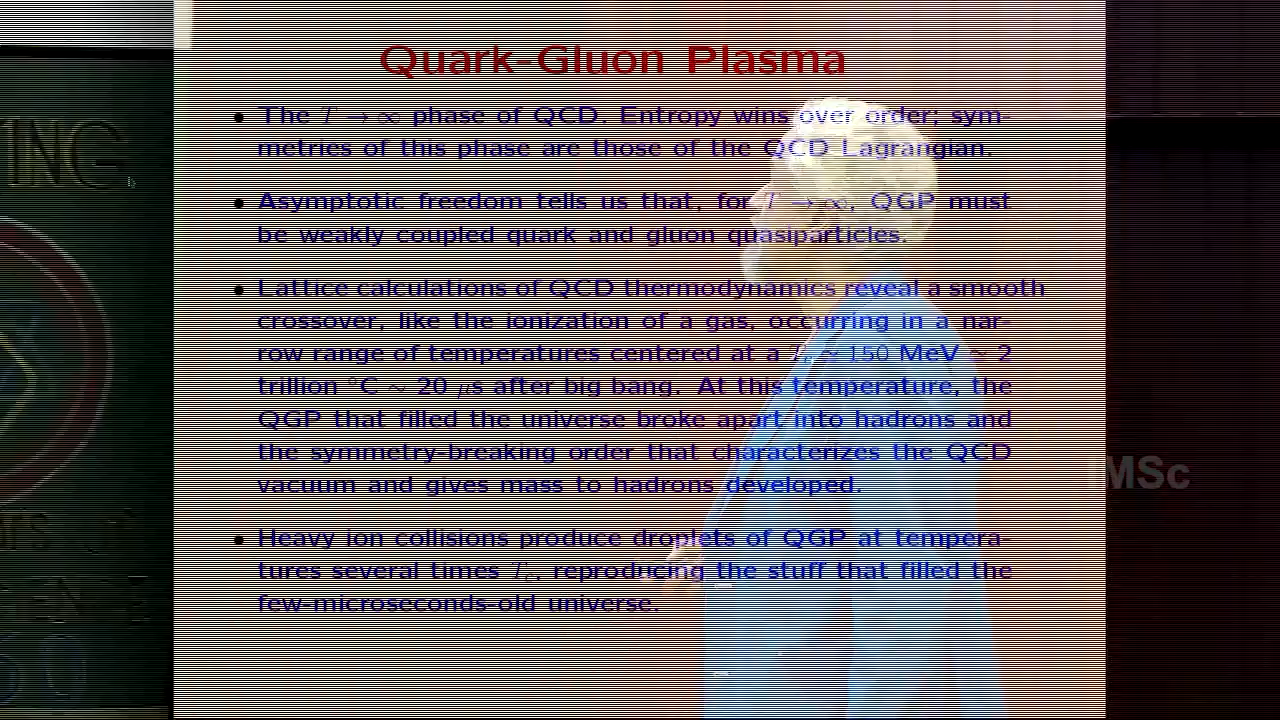 Quark-Gluon Plasma
• The T → ∞ phase of QCD. Entropy wins over order; sym-
metries of this phase are those of the QCD Lagrangian.
• Asymptotic freedom tells us that, for T → ∞, QGP must
be weakly coupled quark and gluon quasiparticles.
• Lattice calculations of QCD thermodynamics reveal a smooth
crossover, like the ionization of a gas, occurring in a nar-
row range of temperatures centered at a Tc ≃ 150 MeV ∼ 2
trillion °C ∼ 20 μs after big bang. At this temperature, the
QGP that filled the universe broke apart into hadrons and
the symmetry-breaking order that characterizes the QCD
vacuum and gives mass to hadrons developed.
• Heavy ion collisions produce droplets of QGP at tempera-
tures several times Tc, reproducing the stuff that filled the
few-microseconds-old universe.
ING
IMSc